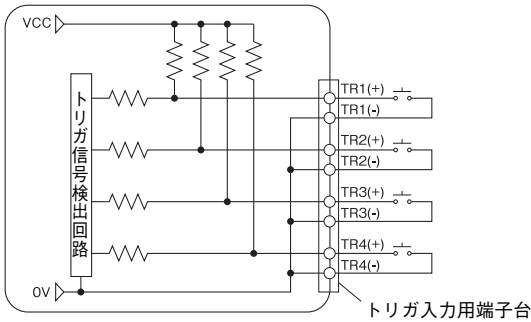 VCC
トリガ信号検出回路
0V
TR1(+)
TR1(-)
TR2(+)
TR2(-)
TR3(+)
TR3(-)
TR4(+)
TR4(-)
トリガ入力用端子台